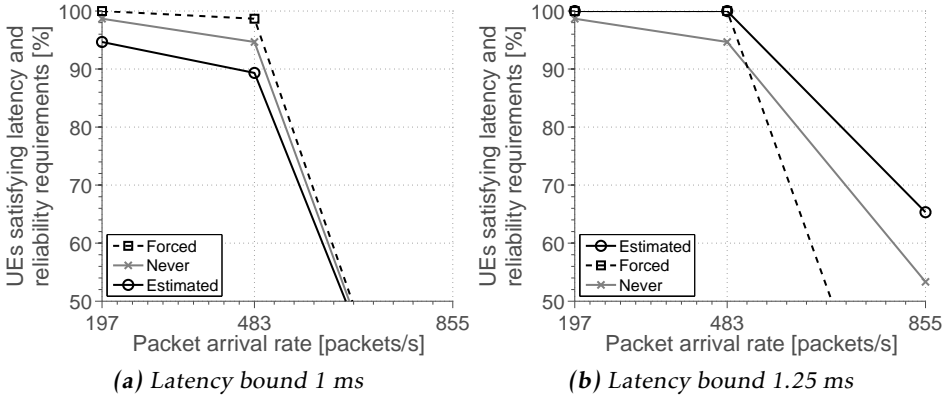 UEs satisfying latency and
reliability requirements [%]
100
90
80
70
60
50
Forced
Never
Estimated
197
483
855
Packet arrival rate [packets/s]
(a) Latency bound 1 ms
UEs satisfying latency and
reliability requirements [%]
100
90
80
70
60
50
Estimated
Forced
Never
197
483
855
Packet arrival rate [packets/s]
(b) Latency bound 1.25 ms